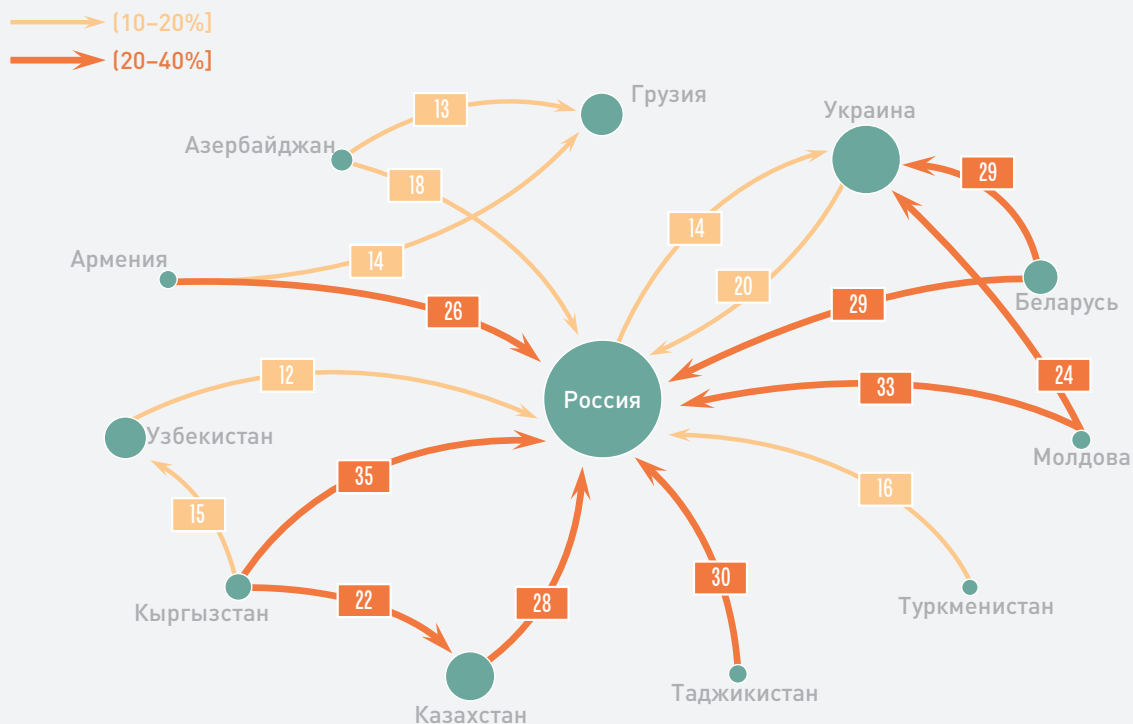 (10–20%]
(20–40%]
Грузия
Украина
13
Азербайджан
29
18
14
Армения
14
20
Беларусь
26
29
12
24
33
Россия
Узбекистан
Молдова
35
16
15
30
Кыргызстан
22
28
Туркменистан
Таджикистан
Казахстан